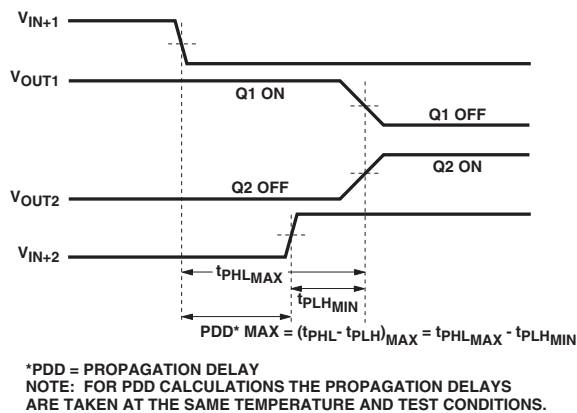 VIN+1
VOUT1
Q1 ON
Q1 OFF
Q2 ON
Q2 OFF
VOUT2
VIN+2
tPHLMAX
tPLHMIN
PDD* MAX = (tPHL- tPLH)MAX = tPHLMAX - tPLHMIN
*PDD = PROPAGATION DELAY
NOTE: FOR PDD CALCULATIONS THE PROPAGATION DELAYS
ARE TAKEN AT THE SAME TEMPERATURE AND TEST CONDITIONS.